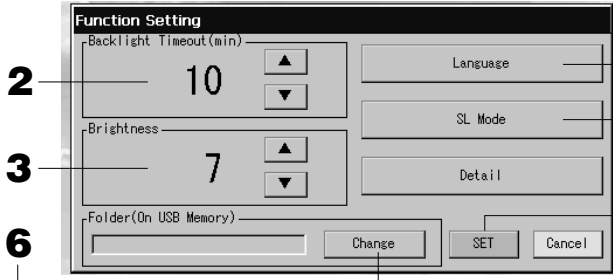 Function Setting
Backlight Timeout(min)
2
10
▲
▼
Language
SL Mode
Brightness
3
7
▲
▼
Detail
Folder(On USB Memory)
6
Change
SET
Cancel